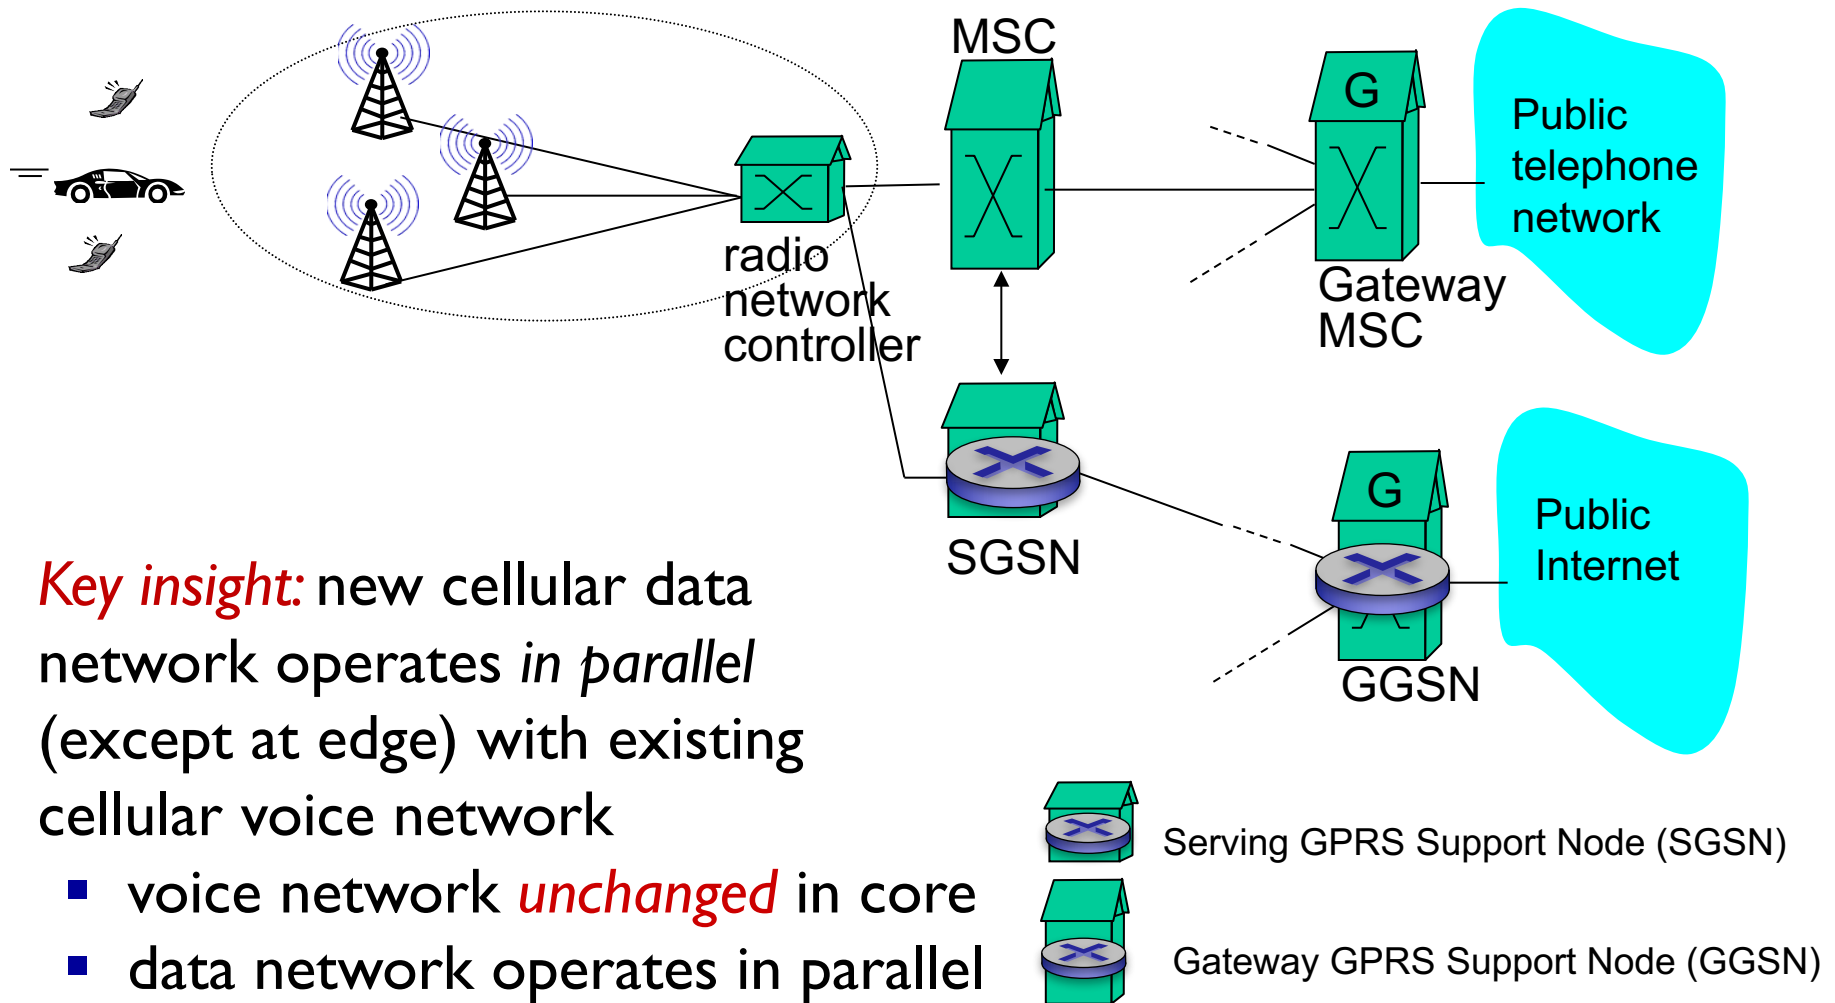 MSC
G
Public
telephone
network
radio
network
controller
Gateway
MSC
G
Public
Internet
SGSN
GGSN
Key insight: new cellular data
network operates in parallel
(except at edge) with existing
cellular voice network
▪ voice network unchanged in core
▪ data network operates in parallel
Serving GPRS Support Node (SGSN)
Gateway GPRS Support Node (GGSN)